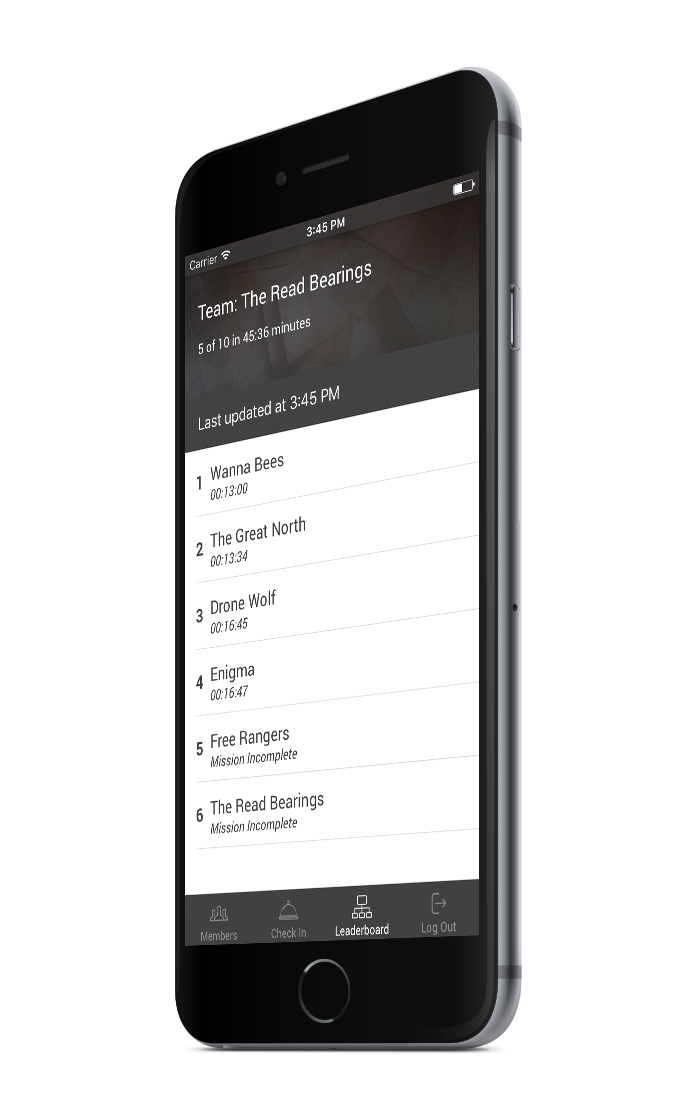 Carrier 3:45 PM
Team: The Read Bearings
5 of 10 in 45:36 minutes
Last updated at 3:45 PM
1 Wanna Bees
00:13:00
2 The Great North
00:13:34
3 Drone Wolf
00:16:45
4 Enigma
00:16:47
5 Free Rangers
Mission Incomplete
6 The Read Bearings
Mission Incomplete
Members Check In Leaderboard Log Out